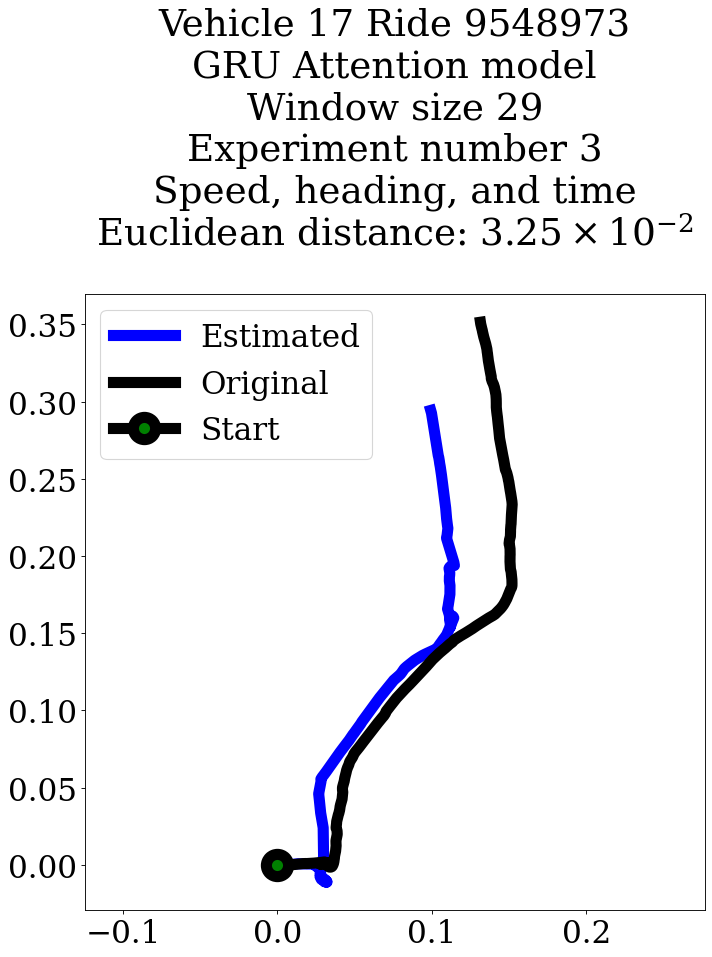 Vehicle 17 Ride 9548973
GRU Attention model
Window size 29
Experiment number 3
Speed, heading, and time
Euclidean distance: 3.25 × 10⁻²
Estimated
Original
Start
0.35
0.30
0.25
0.20
0.15
0.10
0.05
0.00
−0.1 0.0 0.1 0.2